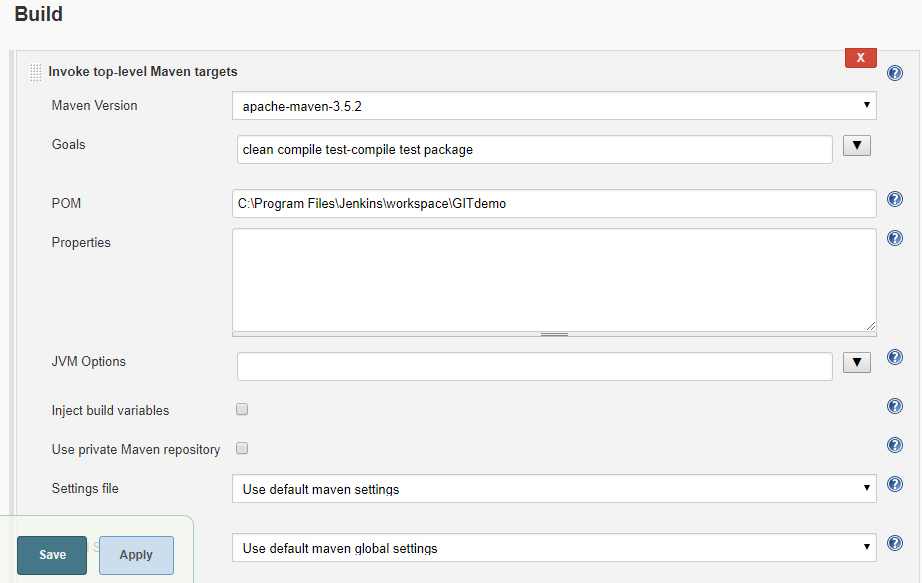 Build
X
Invoke top-level Maven targets
Maven Version
apache-maven-3.5.2
Goals
clean compile test-compile test package
POM
C:\Program Files\Jenkins\workspace\GITdemo
Properties
JVM Options
Inject build variables
Use private Maven repository
Settings file
Use default maven settings
Use default maven global settings
Save
Apply